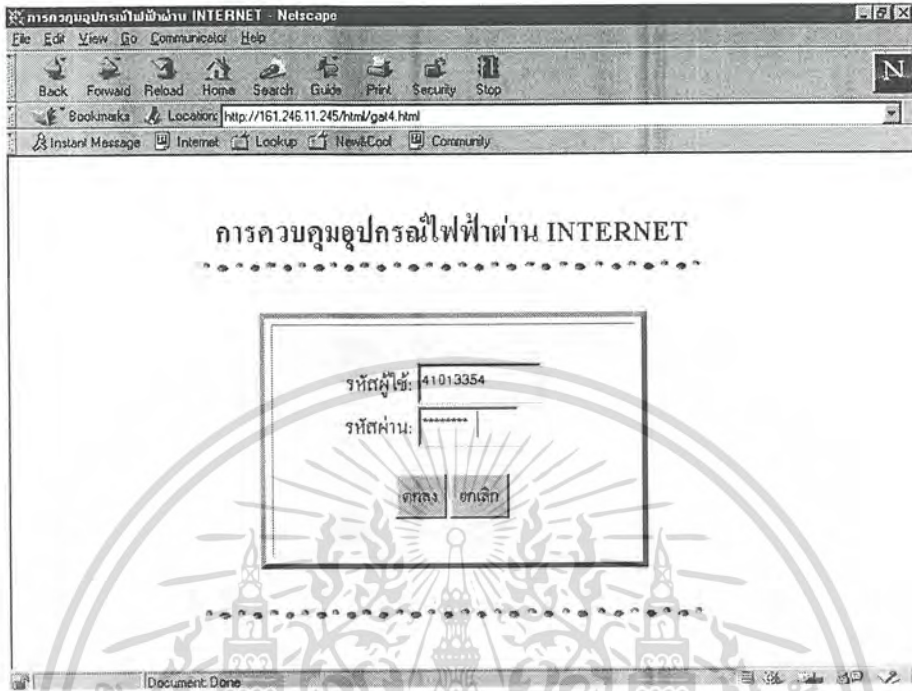 การควบคุมอุปกรณ์ไฟฟ้าผ่าน INTERNET - Netscape
File Edit View Go Communicator Help
Back Forward Reload Home Search Guide Print Security Stop
N
Bookmarks Location: http://161.246.11.245/html/gat4.html
Instant Message Internet Lookup New&Cool Community
การควบคุมอุปกรณ์ไฟฟ้าผ่าน INTERNET
รหัสผู้ใช้: 41013354
รหัสผ่าน: ********
ตกลง ยกเลิก
Document: Done